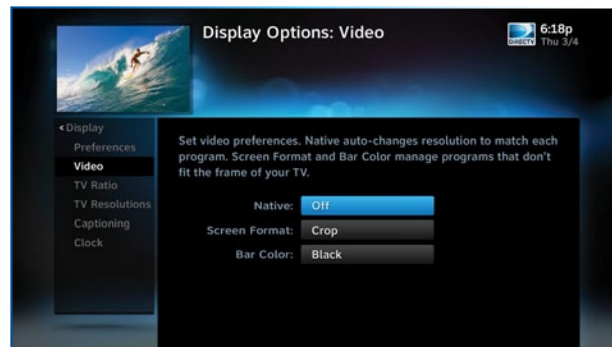 Display Options: Video
DIRECTV
6:18p
Thu 3/4
<Display
Preferences
Video
TV Ratio
TV Resolutions
Captioning
Clock
Set video preferences. Native auto-changes resolution to match each
program. Screen Format and Bar Color manage programs that don't
fit the frame of your TV.
Native: Off
Screen Format: Crop
Bar Color: Black